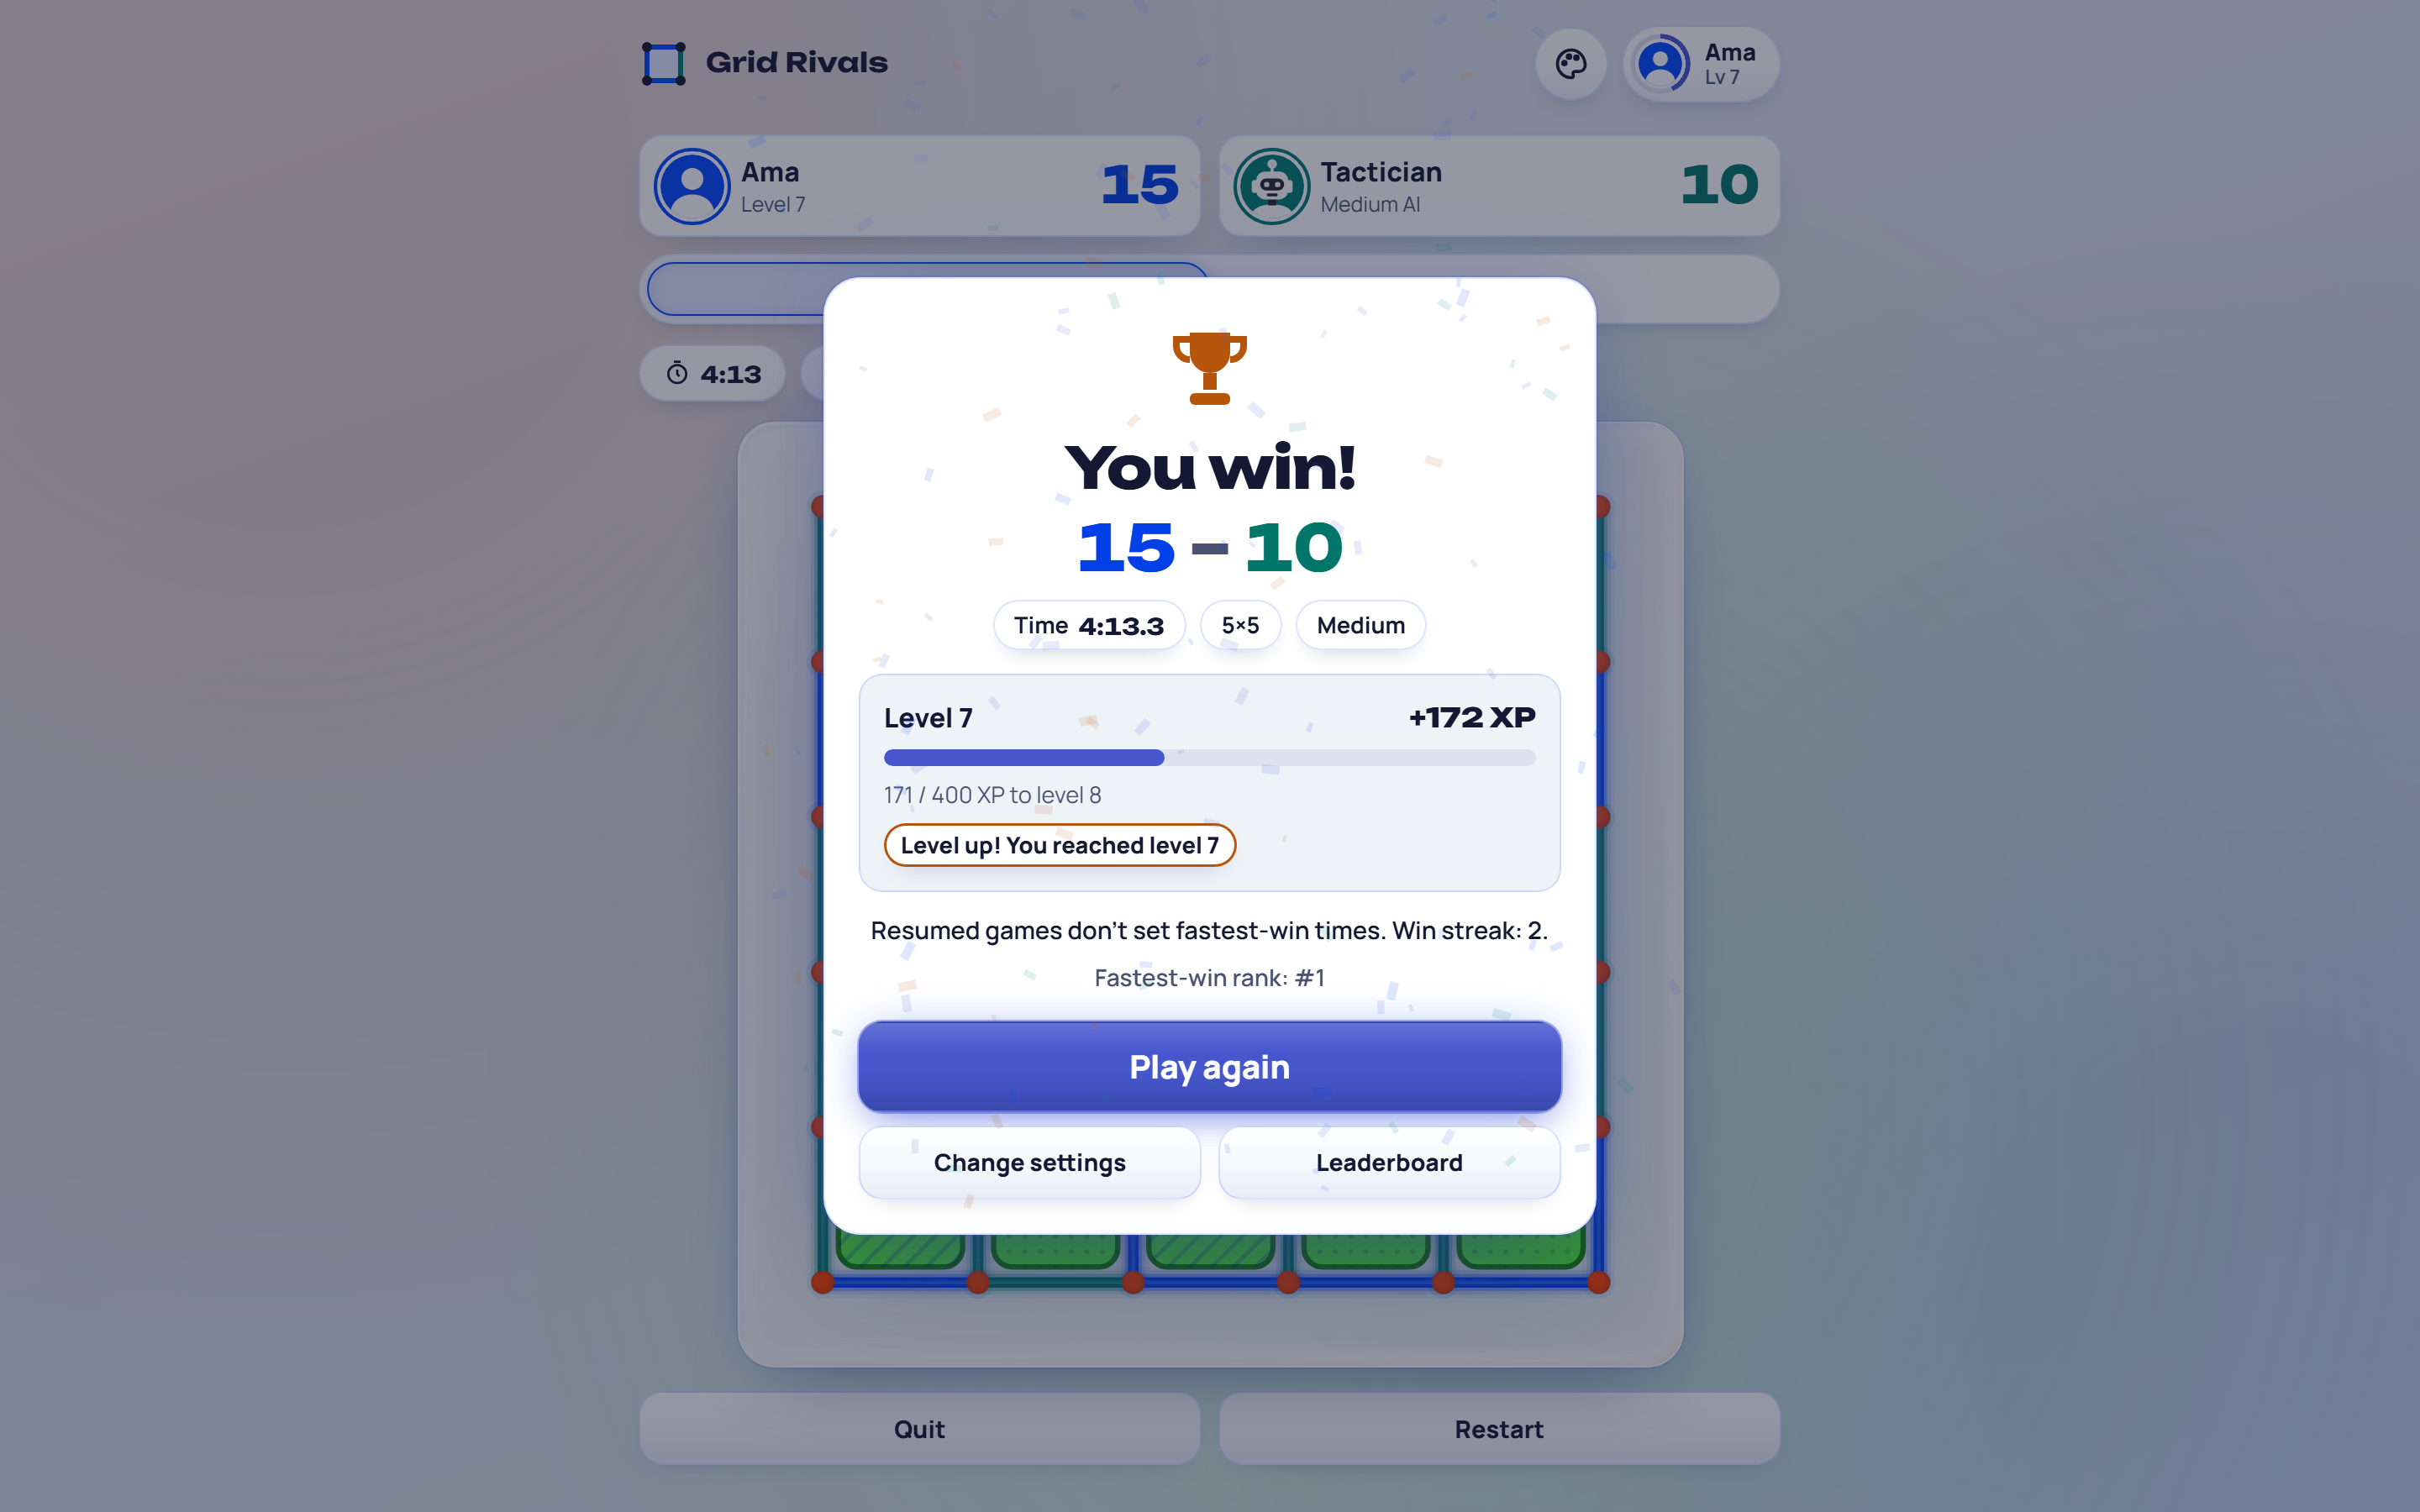 Grid Rivals
Ama
Lv 7
Ama
Level 7
15
Tactician
Medium AI
10
4:13
You win!
15 – 10
Time 4:13.3
5×5
Medium
Level 7
+172 XP
171 / 400 XP to level 8
Level up! You reached level 7
Resumed games don’t set fastest-win times. Win streak: 2.
Fastest-win rank: #1
Play again
Change settings
Leaderboard
Quit
Restart